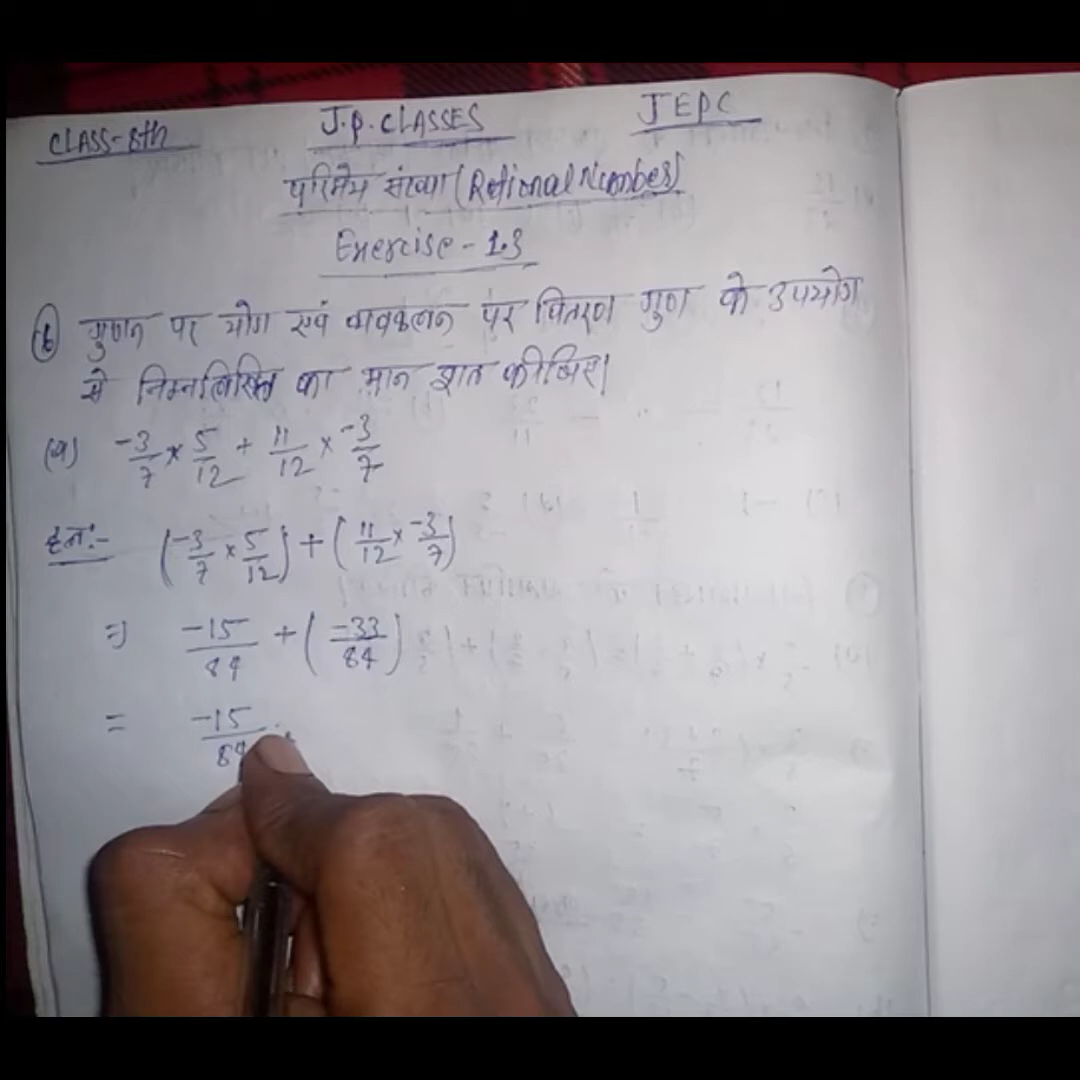 CLASS-8th J.P. CLASSES JEPC
परिमेय संख्या (Rational Number)
Exercise - 1.3
6 गुणन पर योग एवं व्यवकलन पर वितरण गुण के उपयोग
से निम्नलिखित का मान ज्ञात कीजिए।
(a) -3/7 × 5/12 + 11/12 × -3/7
हल:- (-3/7 × 5/12) + (11/12 × -3/7)
⇒ -15/84 + (-33/84)
= -15/84